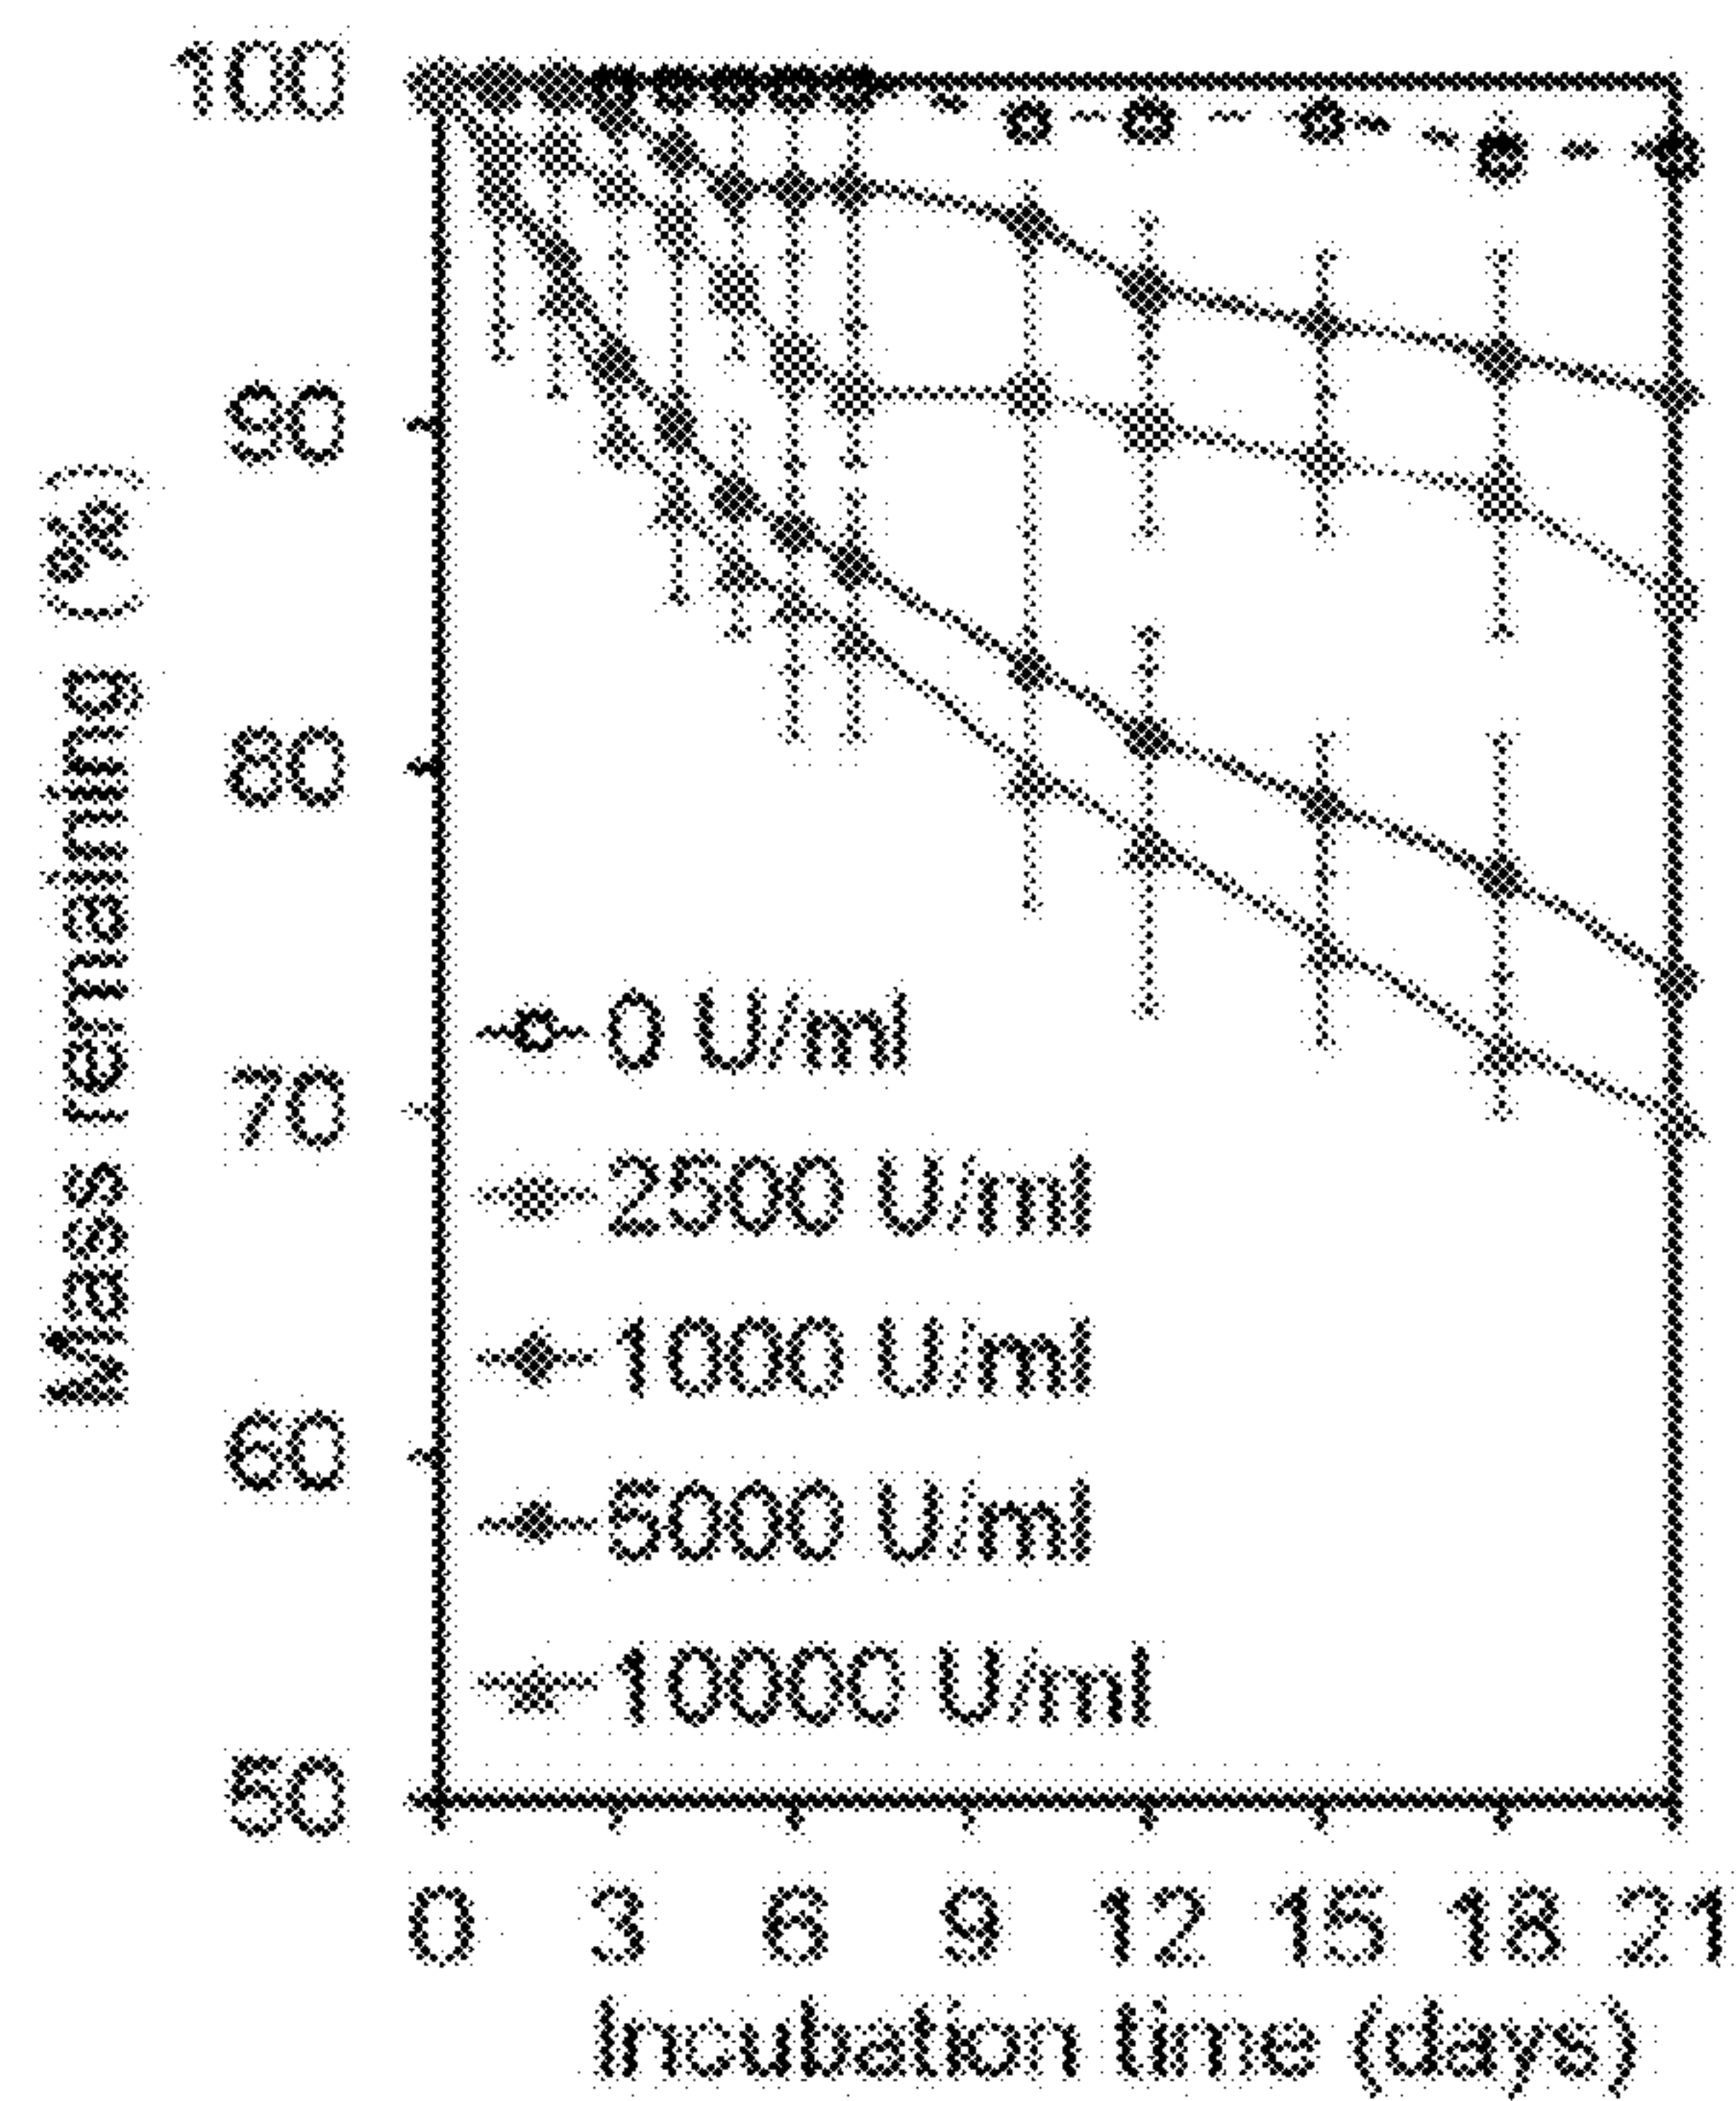 100
90
80
70
60
50
Mass remaining (%)
0 U/ml
2500 U/ml
1000 U/ml
5000 U/ml
10000 U/ml
0 3 6 9 12 15 18 21
Incubation time (days)